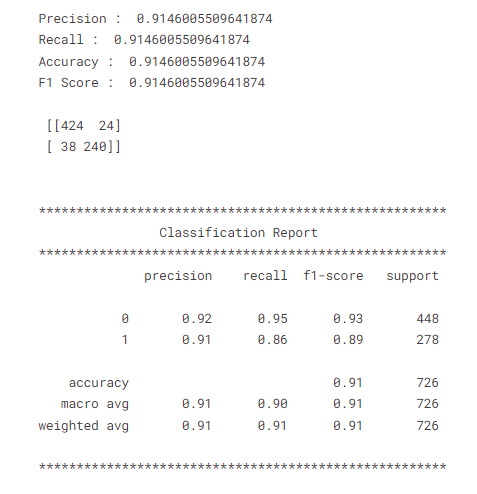 Precision :  0.9146005509641874
Recall :  0.9146005509641874
Accuracy :  0.9146005509641874
F1 Score :  0.9146005509641874
[[424  24]
[ 38 240]]
******************************************************
Classification Report
******************************************************
precision    recall  f1-score   support
0       0.92      0.95      0.93       448
1       0.91      0.86      0.89       278
accuracy                           0.91       726
macro avg       0.91      0.90      0.91       726
weighted avg       0.91      0.91      0.91       726
******************************************************